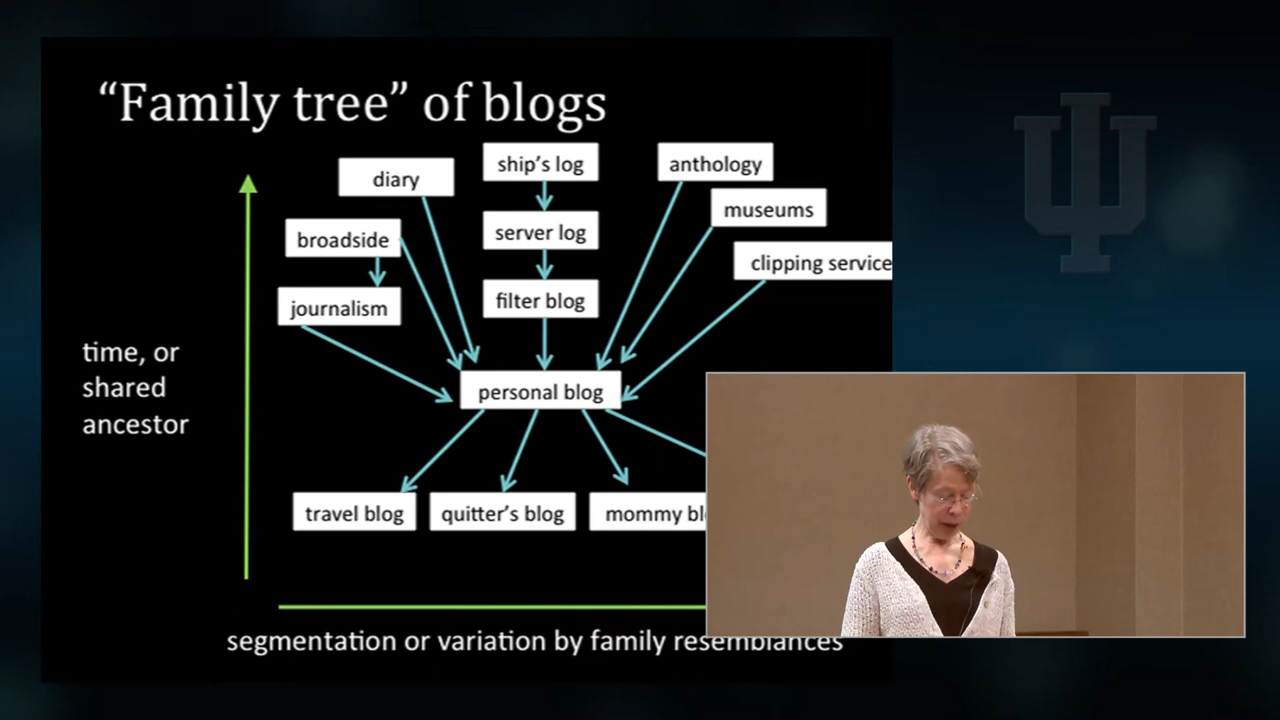 “Family tree” of blogs
ship’s log
anthology
diary
museums
broadside
server log
clipping service
journalism
filter blog
time, or
shared
ancestor
personal blog
travel blog
quitter’s blog
mommy
segmentation or variation by family resemblances